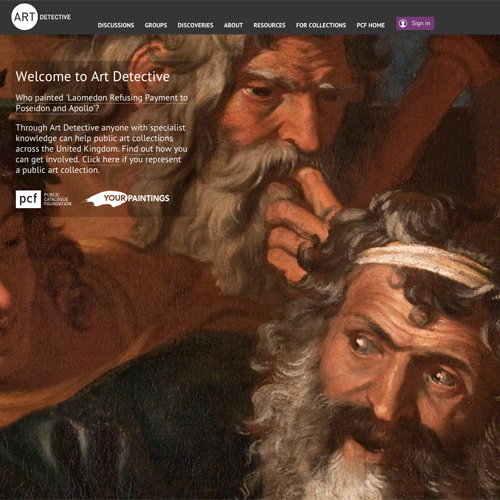 ART DETECTIVE
DISCUSSIONS GROUPS DISCOVERIES ABOUT RESOURCES FOR COLLECTIONS PCF HOME Sign in
Welcome to Art Detective
Who painted 'Laomedon Refusing Payment to
Poseidon and Apollo'?
Through Art Detective anyone with specialist
knowledge can help public art collections
across the United Kingdom. Find out how you
can get involved. Click here if you represent
a public art collection.
pcf
PUBLIC
CATALOGUE
FOUNDATION
YOURPAINTINGS